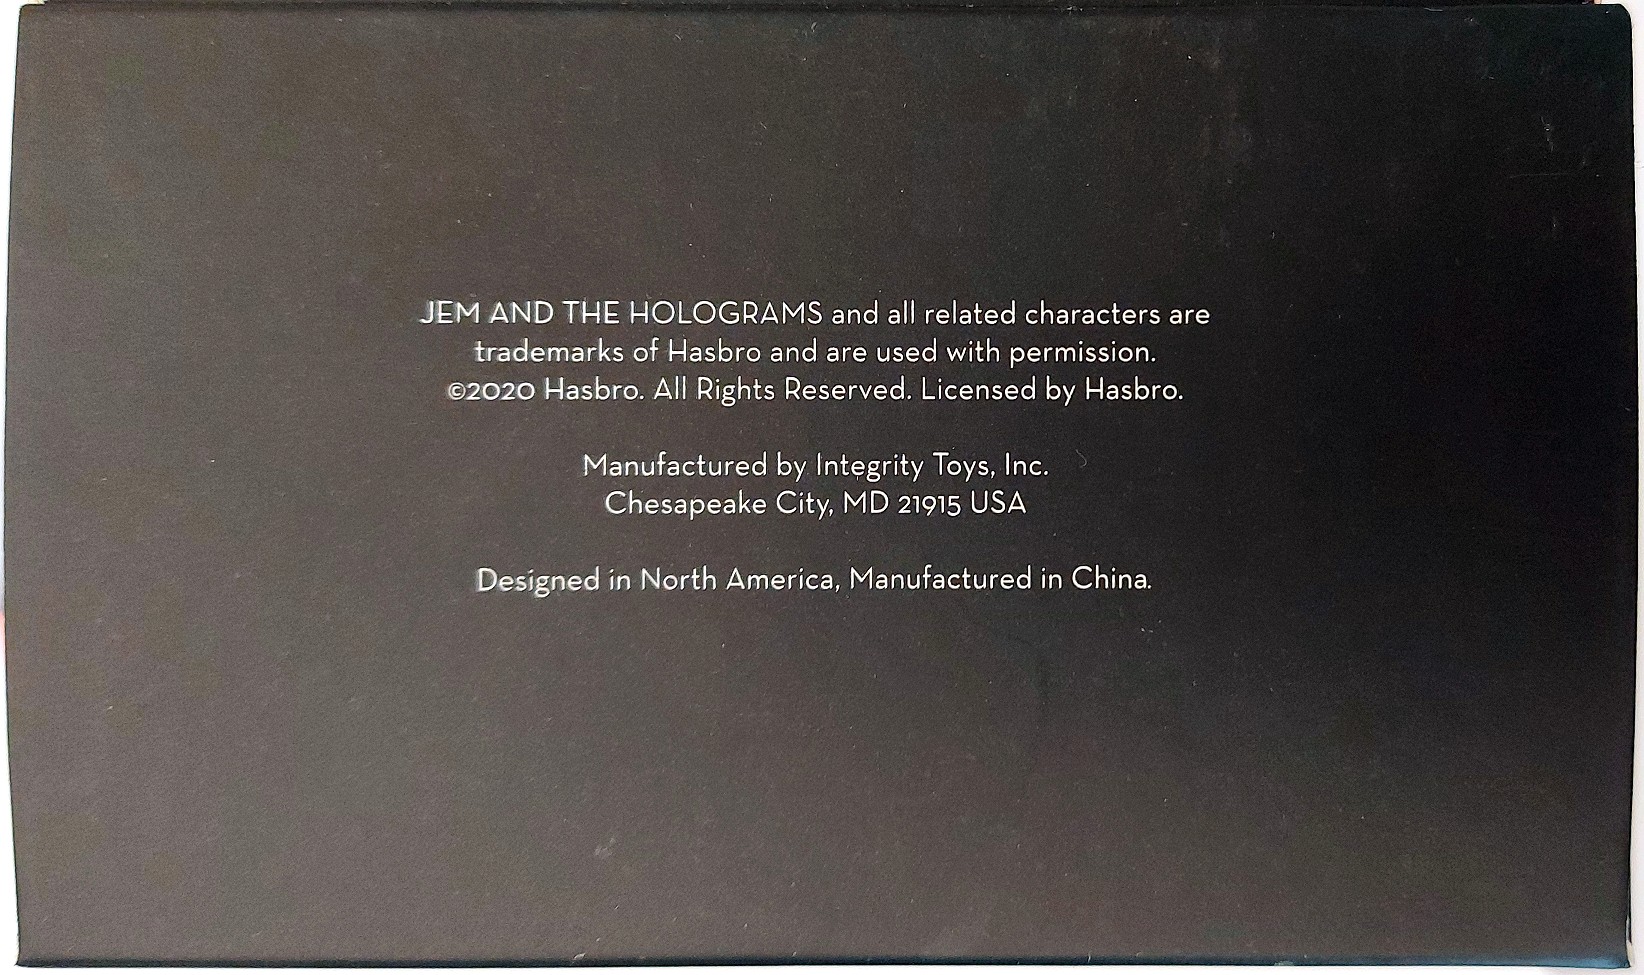 JEM AND THE HOLOGRAMS and all related characters are
trademarks of Hasbro and are used with permission.
©2020 Hasbro. All Rights Reserved. Licensed by Hasbro.
Manufactured by Integrity Toys, Inc.
Chesapeake City, MD 21915 USA
Designed in North America, Manufactured in China.